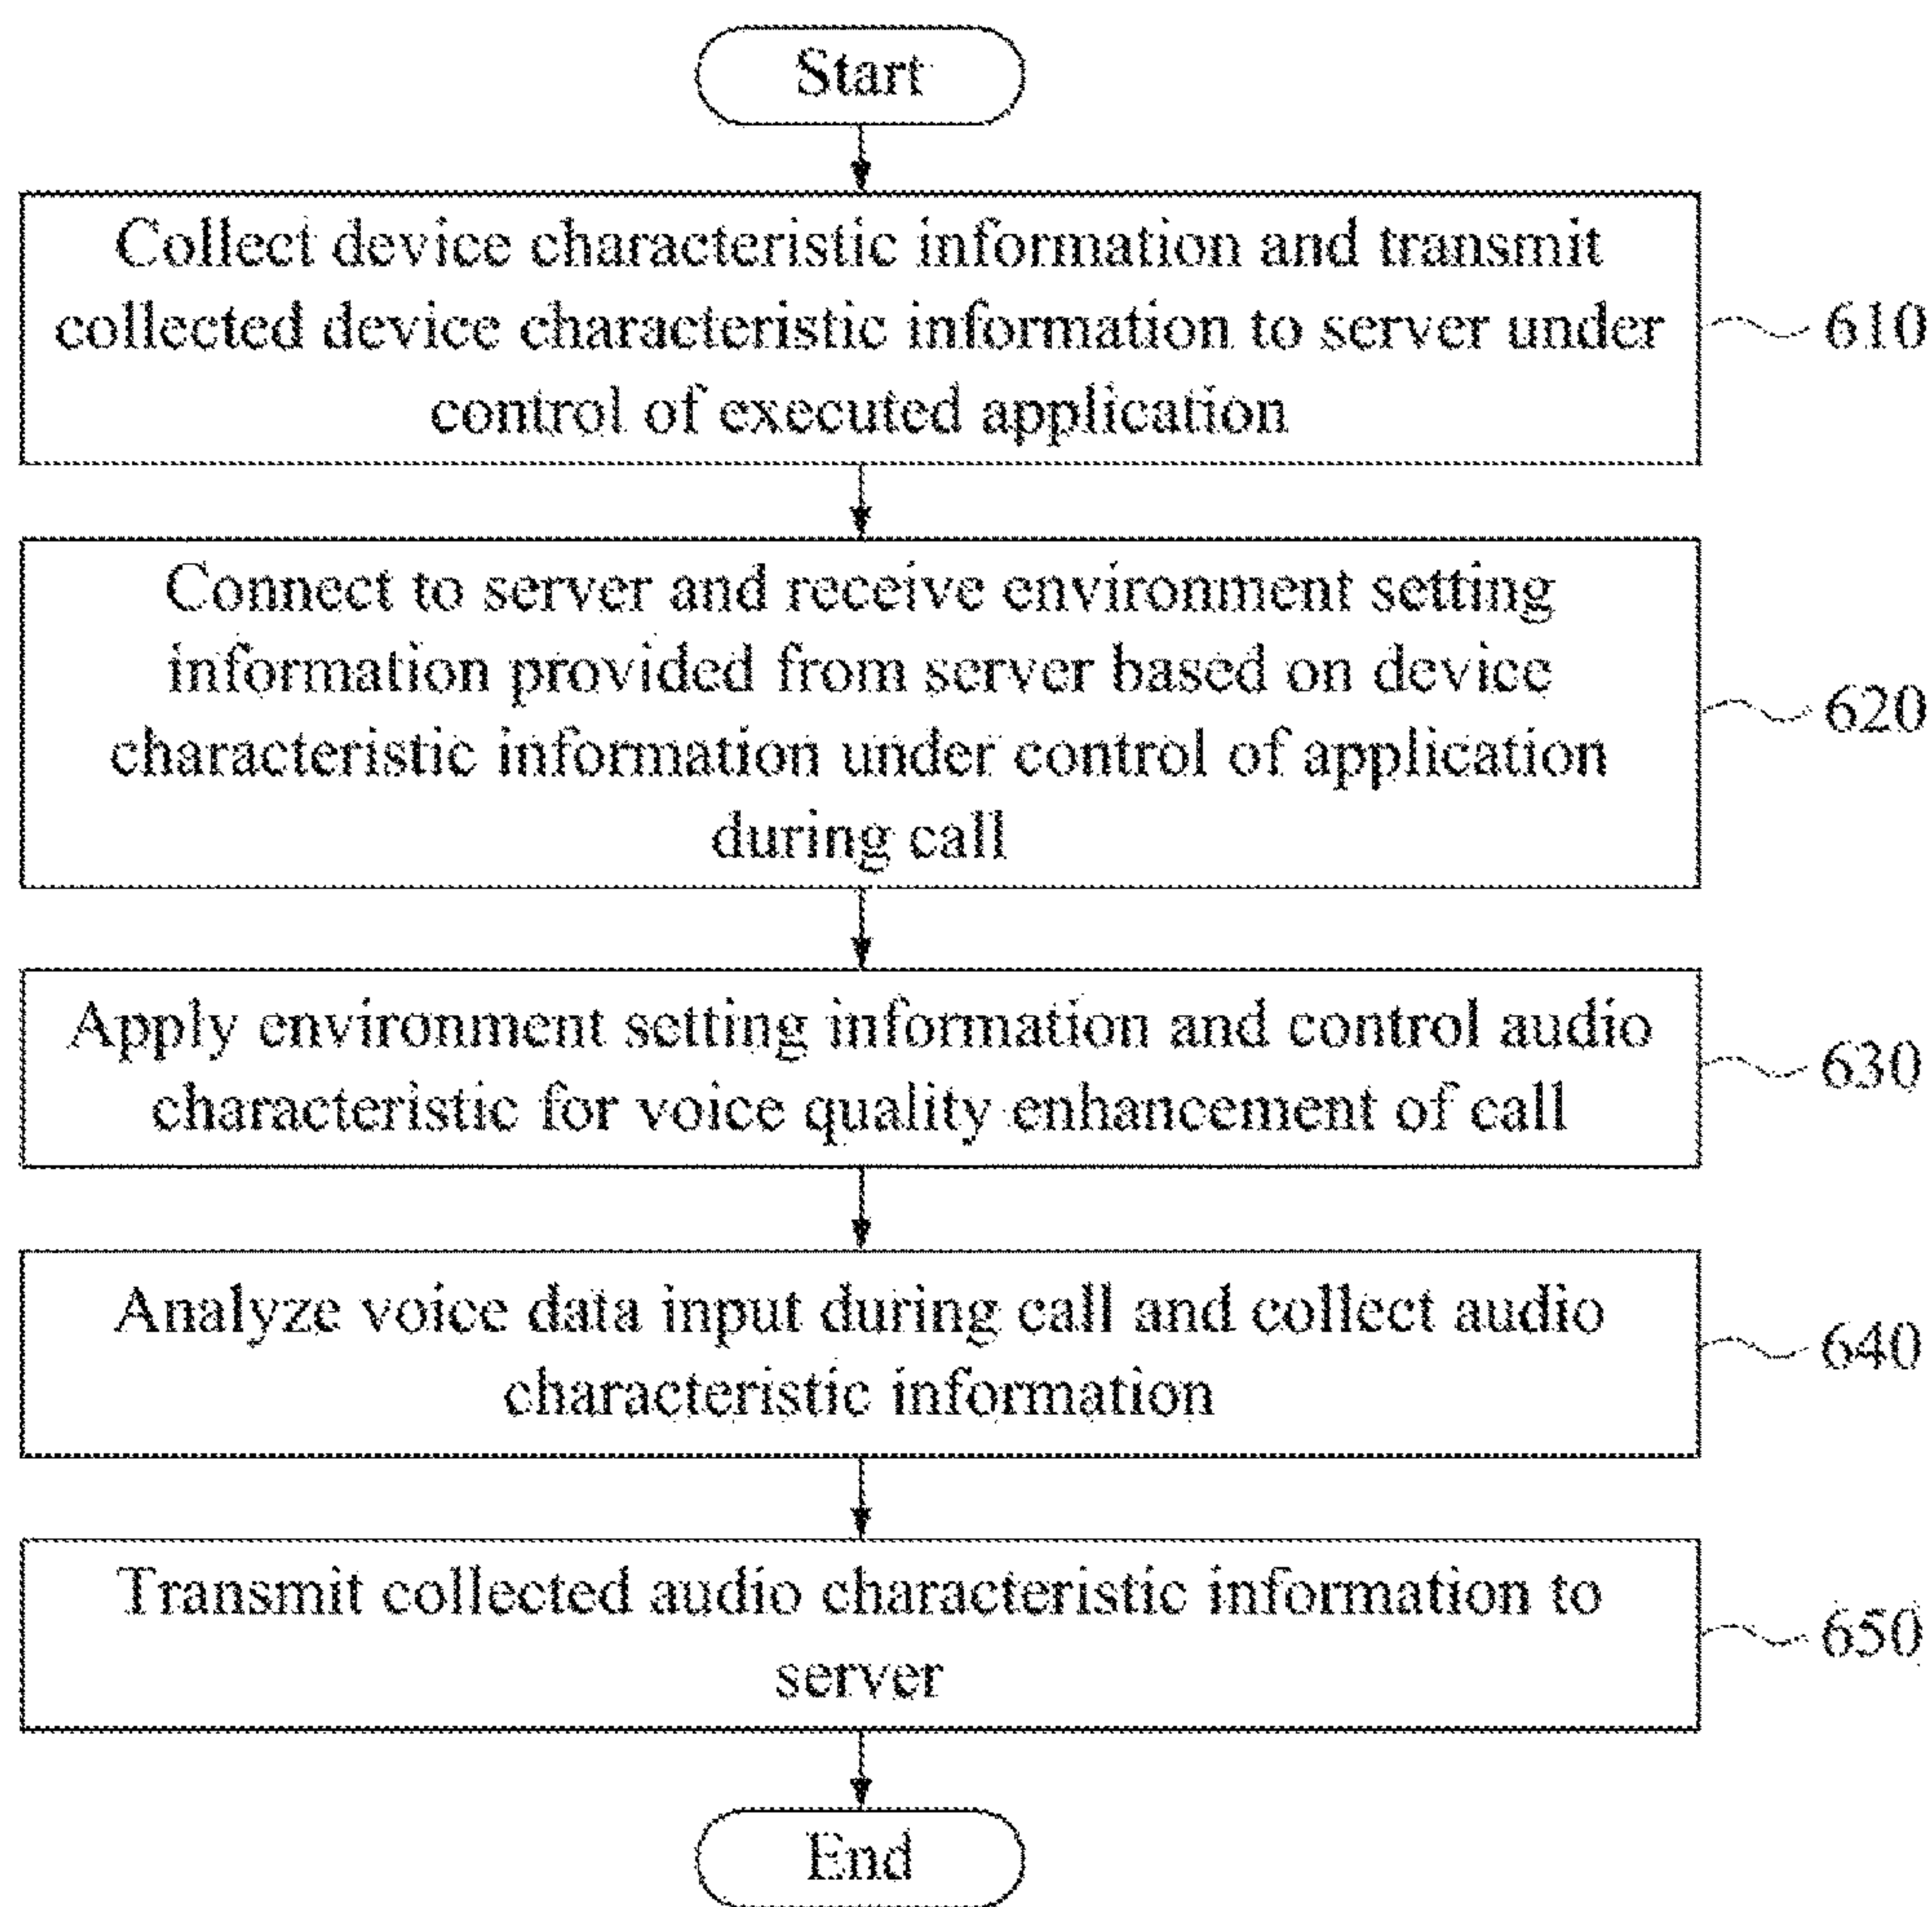 Start
Collect device characteristic information and transmit
collected device characteristic information to server under
control of executed application
610
Connect to server and receive environment setting
information provided from server based on device
characteristic information under control of application
during call
620
Apply environment setting information and control audio
characteristic for voice quality enhancement of call
630
Analyze voice data input during call and collect audio
characteristic information
640
Transmit collected audio characteristic information to
server
650
End